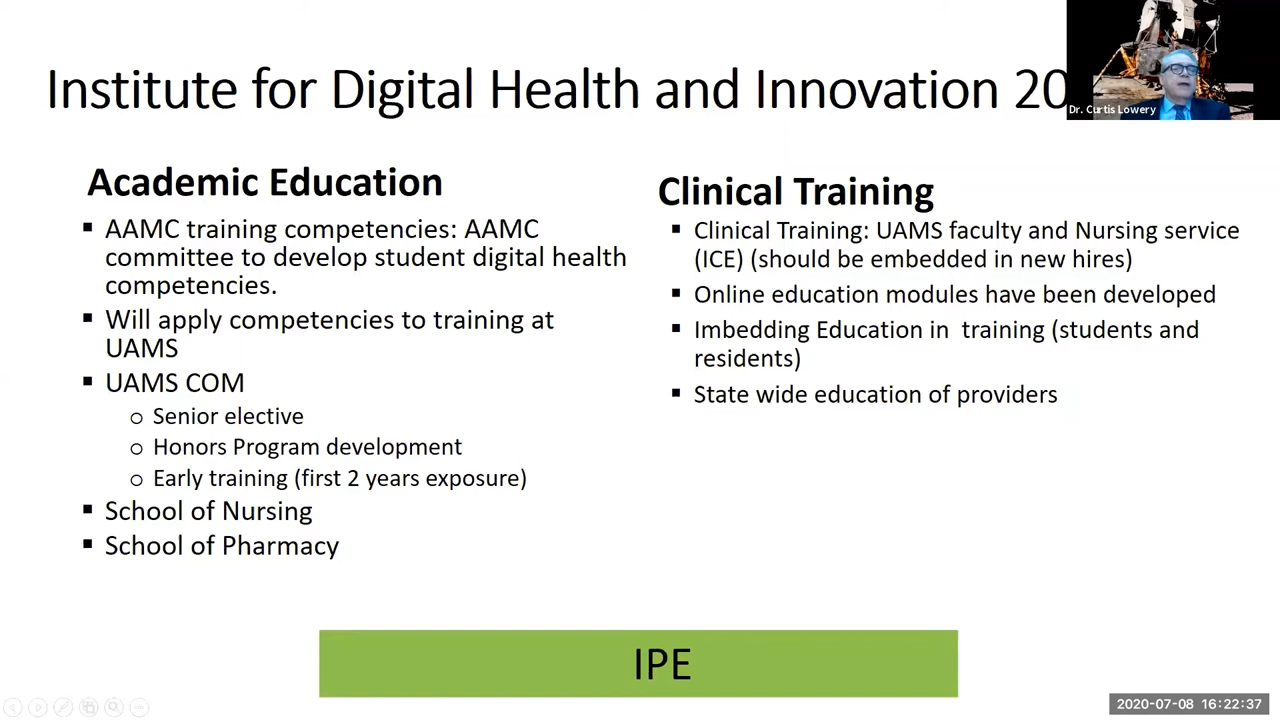 Institute for Digital Health and Innovation 20
Dr. Curtis Lowery
Academic Education
▪ AAMC training competencies: AAMC
committee to develop student digital health
competencies.
▪ Will apply competencies to training at
UAMS
▪ UAMS COM
o Senior elective
o Honors Program development
o Early training (first 2 years exposure)
▪ School of Nursing
▪ School of Pharmacy
Clinical Training
▪ Clinical Training: UAMS faculty and Nursing service
(ICE) (should be embedded in new hires)
▪ Online education modules have been developed
▪ Imbedding Education in  training (students and
residents)
▪ State wide education of providers
IPE
2020-07-08 16:22:37